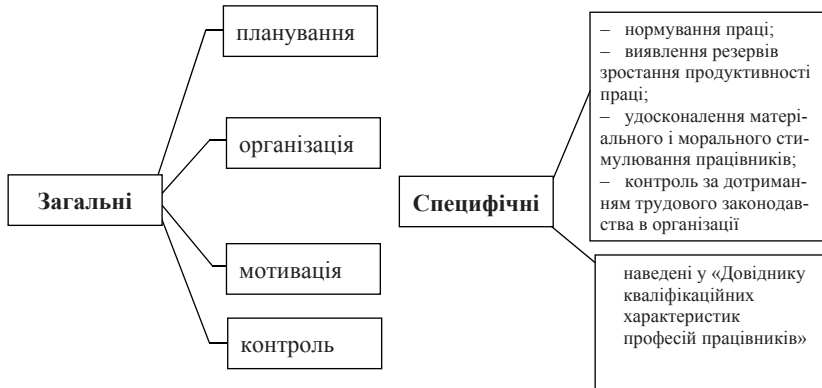 Загальні
планування
організація
мотивація
контроль
Специфічні
– нормування праці;
– виявлення резервів
зростання продуктивності
праці;
– удосконалення матері-
ального і морального сти-
мулювання працівників;
– контроль за дотриман-
ням трудового законодав-
ства в організації
наведені у «Довіднику
кваліфікаційних
характеристик
професій працівників»